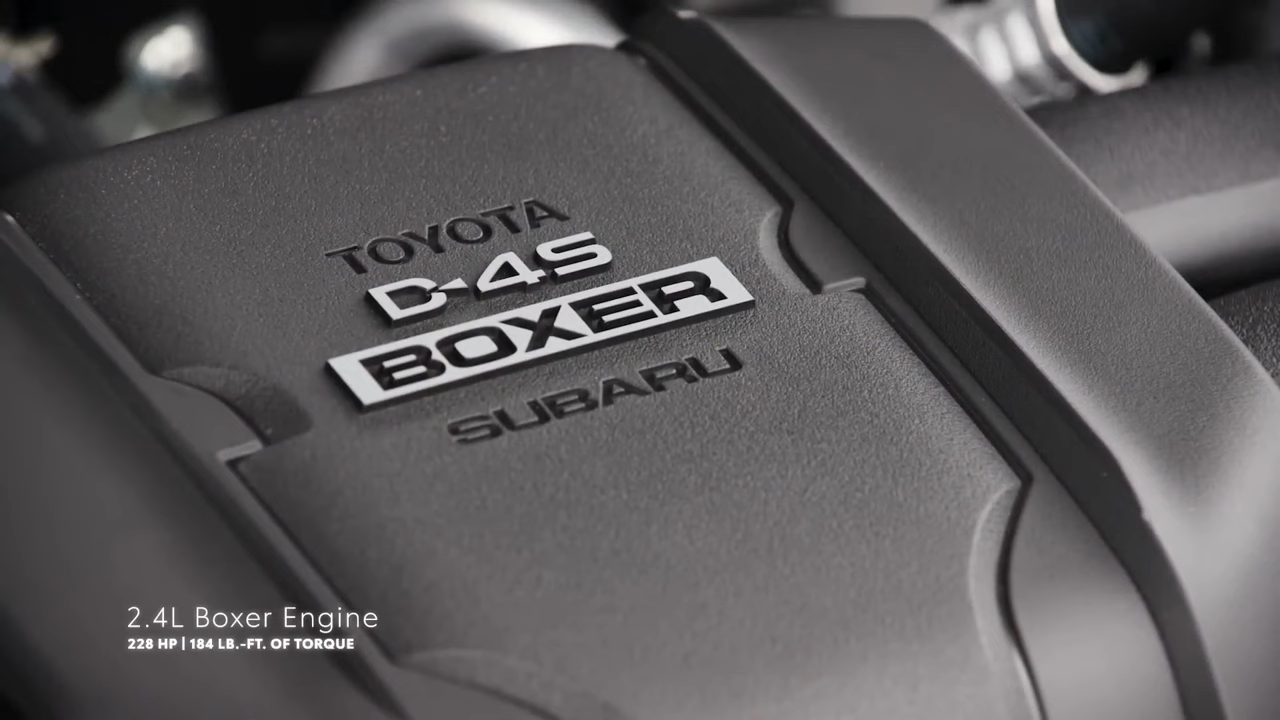 TOYOTA
D-4S
BOXER
SUBARU
2.4L Boxer Engine
228 HP | 184 LB.-FT. OF TORQUE